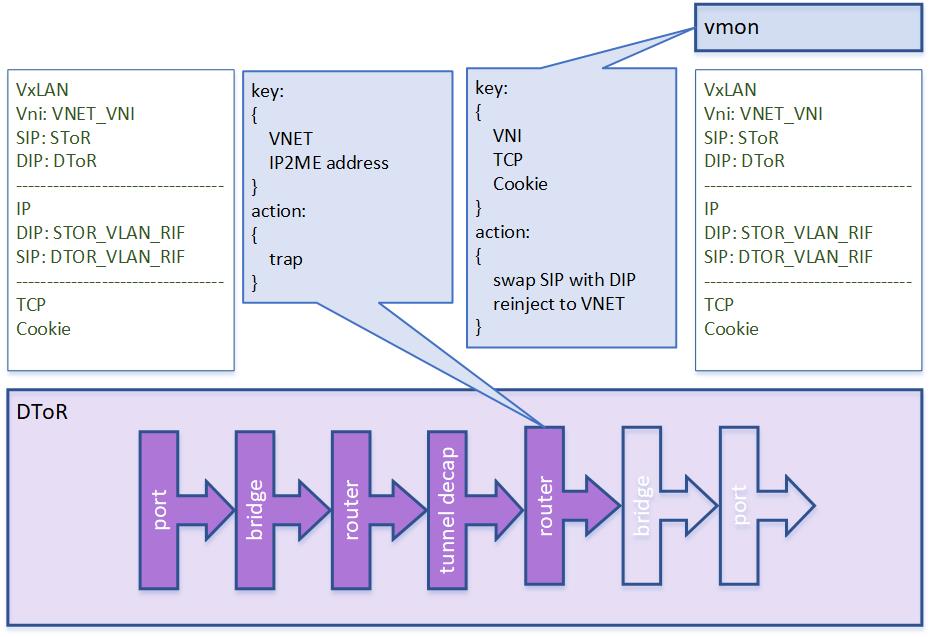 vmon
VxLAN
Vni: VNET_VNI
SIP: SToR
DIP: DToR
--------------------------------
IP
DIP: STOR_VLAN_RIF
SIP: DTOR_VLAN_RIF
--------------------------------
TCP
Cookie
key:
{
VNET
IP2ME address
}
action:
{
trap
}
key:
{
VNI
TCP
Cookie
}
action:
{
swap SIP with DIP
reinject to VNET
}
VxLAN
Vni: VNET_VNI
SIP: SToR
DIP: DToR
--------------------------------
IP
DIP: STOR_VLAN_RIF
SIP: DTOR_VLAN_RIF
--------------------------------
TCP
Cookie
DToR
port
bridge
router
tunnel decap
router
bridge
port